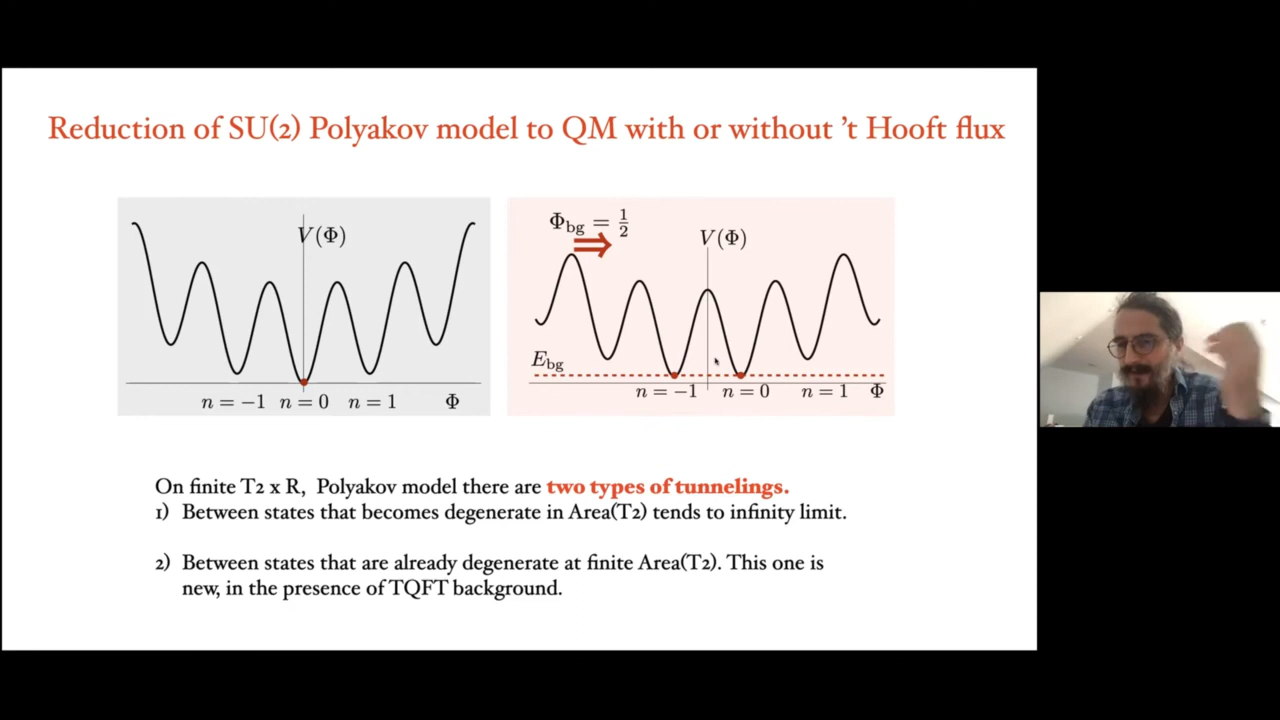 Reduction of SU(2) Polyakov model to QM with or without 't Hooft flux
V(Φ)
n = −1 n = 0 n = 1 Φ
Φbg = 1/2
⇒
V(Φ)
Ebg
n = −1 n = 0 n = 1 Φ
On finite T2 x R, Polyakov model there are two types of tunnelings.
1) Between states that becomes degenerate in Area(T2) tends to infinity limit.
2) Between states that are already degenerate at finite Area(T2). This one is
new, in the presence of TQFT background.